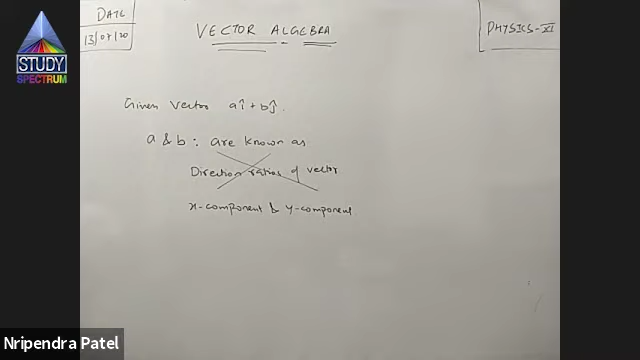 DATE
13/07/20
VECTOR ALGEBRA
PHYSICS-XI
STUDY
SPECTRUM
Given vector aî + bĵ.
a & b : are known as
Direction ratios of vector
x-component & y-component
Nripendra Patel